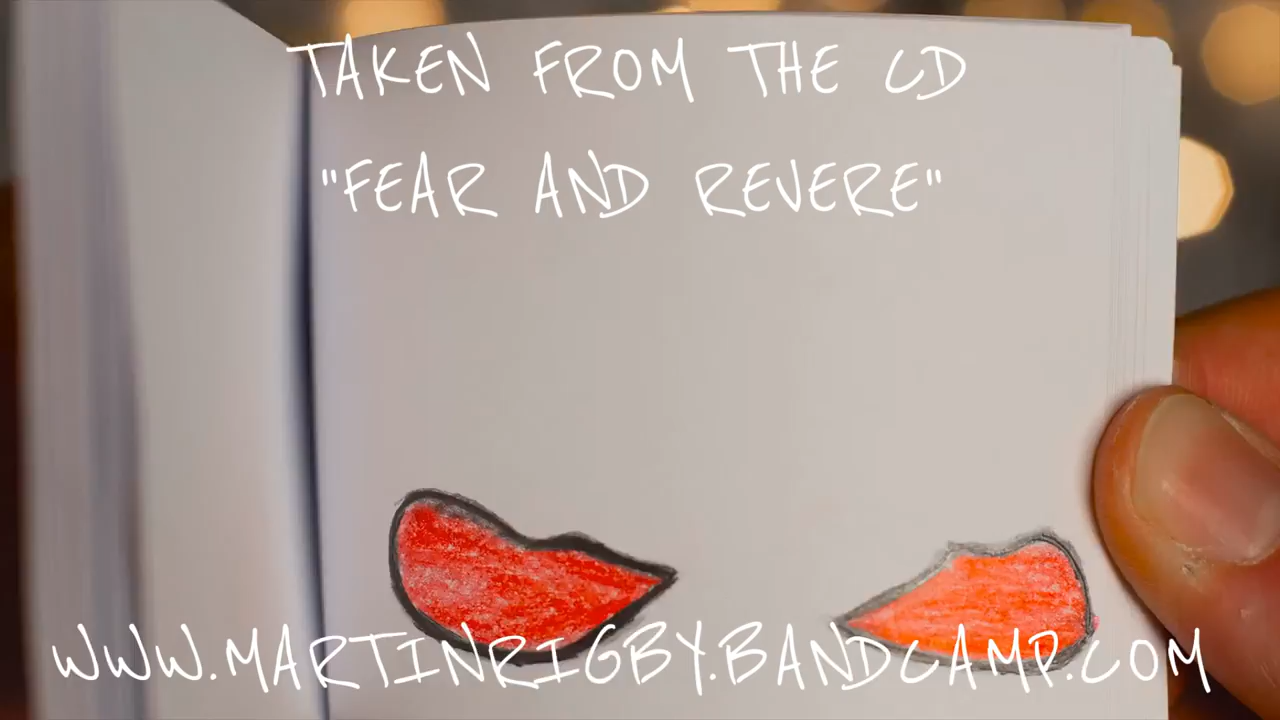 TAKEN FROM THE CD
"FEAR AND REVERE"
WWW.MARTINRIGBY.BANDCAMP.COM